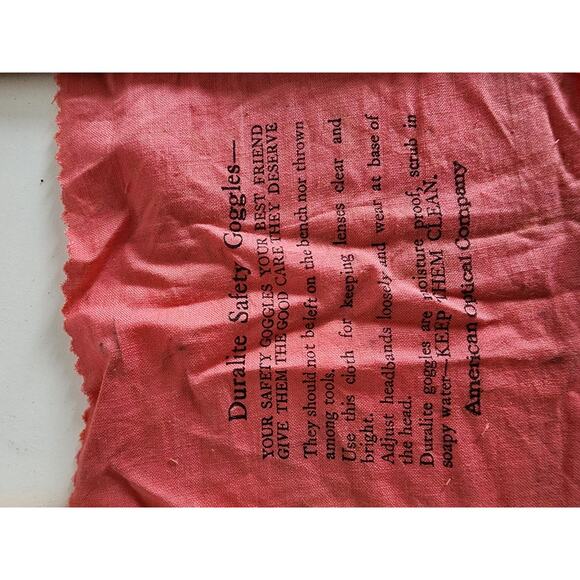 Duralite Safety Goggles—
YOUR SAFETY GOGGLES YOUR BEST FRIEND
GIVE THEM THE GOOD CARE THEY DESERVE
They should not be left on the bench nor thrown
among tools.
Use this cloth for keeping lenses clear and
bright.
Adjust headbands loosely and wear at base of
the head.
Duralite goggles are moisture proof, scrub in
soapy water—KEEP THEM CLEAN.
American Optical Company